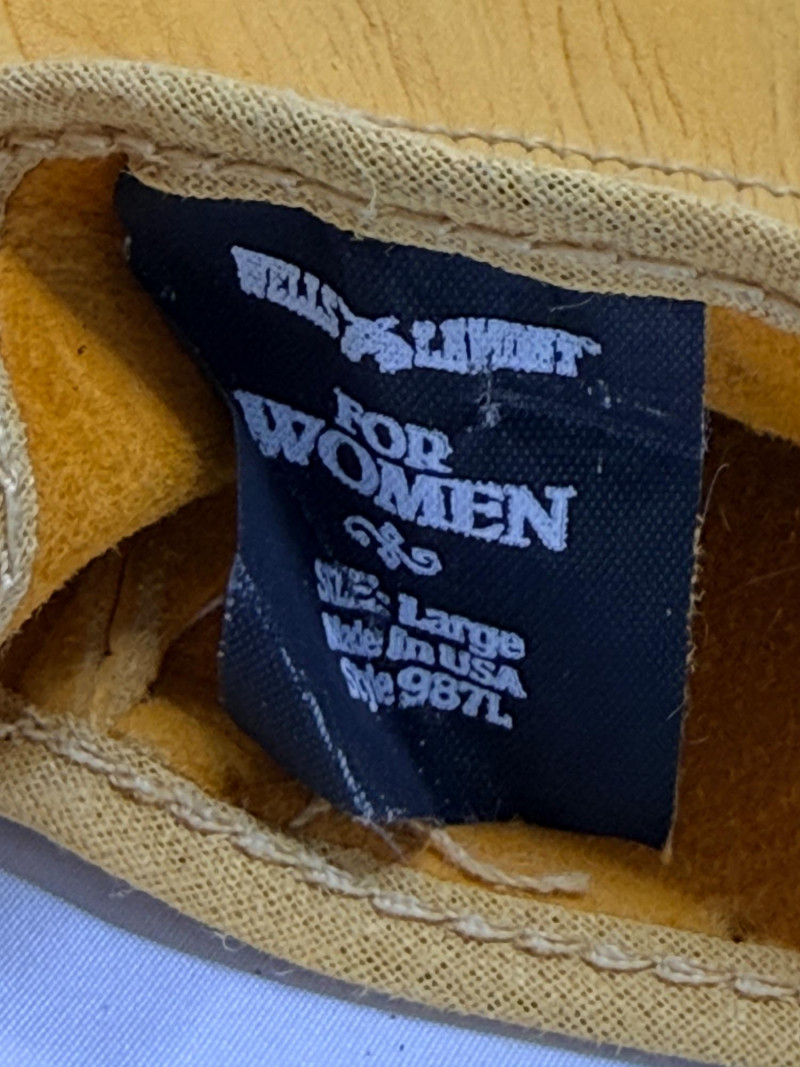 WELLS LAMONT
FOR
WOMEN
SIZE: Large
Made In USA
Style 987L